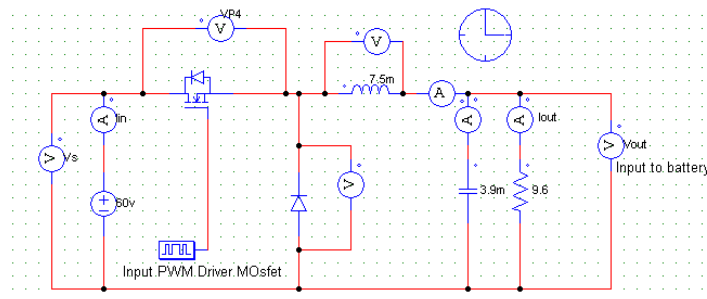 VP4
V
V
7.5m
A
A
Iin
A
A
Iout
V
Vs
V
Vout
V
Input to battery
60v
3.9m
9.6
Input PWM Driver MOsfet